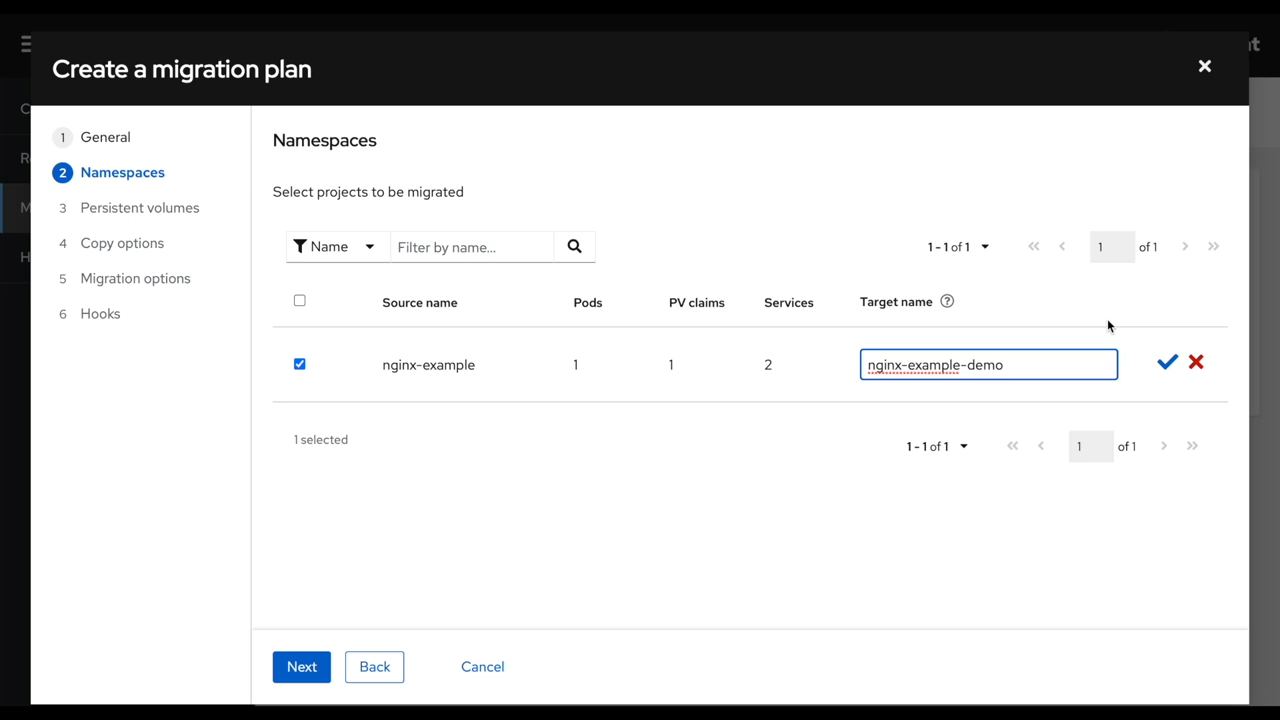 Create a migration plan
1 General
2 Namespaces
3 Persistent volumes
4 Copy options
5 Migration options
6 Hooks
Namespaces
Select projects to be migrated
Name Filter by name... 1 - 1 of 1 1 of 1
Source name Pods PV claims Services Target name
nginx-example 1 1 2 nginx-example-demo
1 selected 1 - 1 of 1 1 of 1
Next Back Cancel